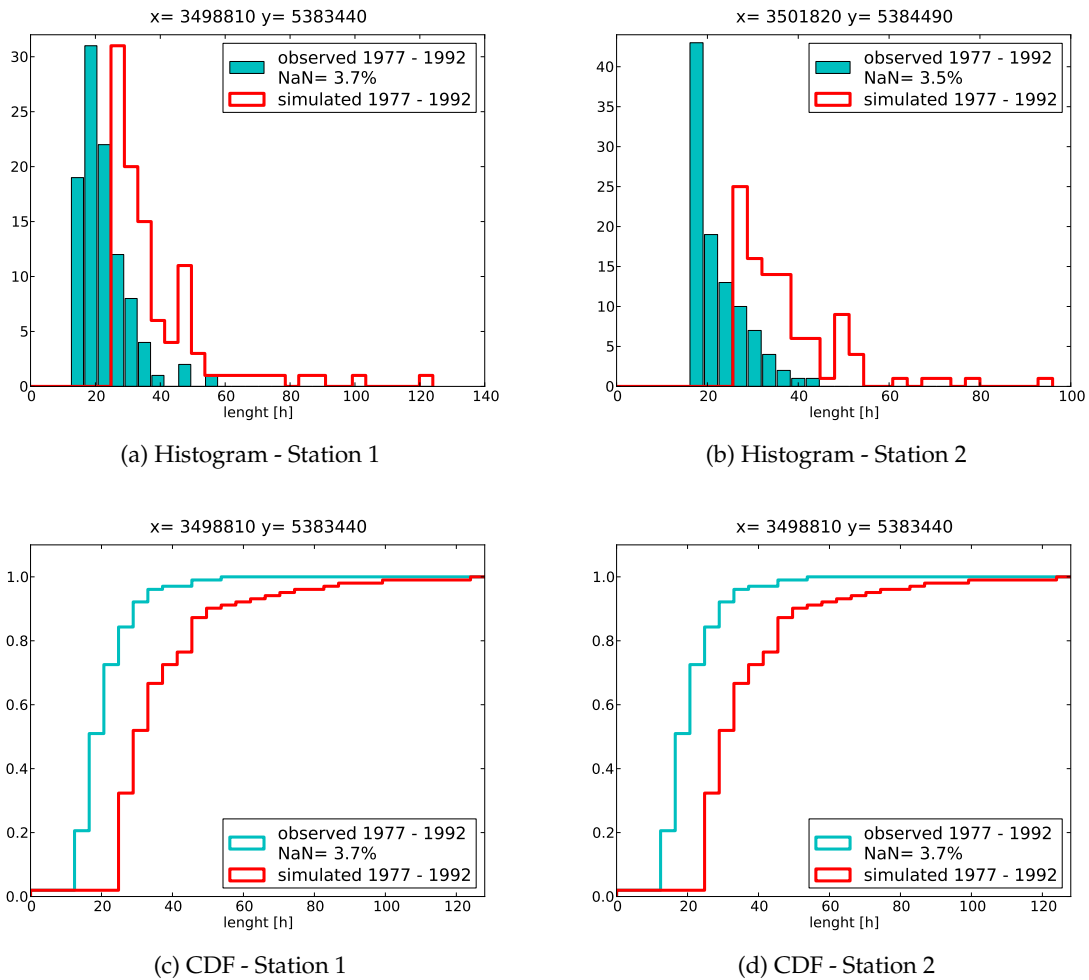 x= 3498810 y= 5383440
30
25
20
15
10
5
0
observed 1977 - 1992
NaN= 3.7%
simulated 1977 - 1992
0 20 40 60 80 100 120 140
lenght [h]
(a) Histogram - Station 1
x= 3501820 y= 5384490
40
35
30
25
20
15
10
5
0
observed 1977 - 1992
NaN= 3.5%
simulated 1977 - 1992
0 20 40 60 80 100
lenght [h]
(b) Histogram - Station 2
x= 3498810 y= 5383440
1.0
0.8
0.6
0.4
0.2
0.0
observed 1977 - 1992
NaN= 3.7%
simulated 1977 - 1992
0 20 40 60 80 100 120
lenght [h]
(c) CDF - Station 1
x= 3498810 y= 5383440
1.0
0.8
0.6
0.4
0.2
0.0
observed 1977 - 1992
NaN= 3.7%
simulated 1977 - 1992
0 20 40 60 80 100 120
lenght [h]
(d) CDF - Station 2